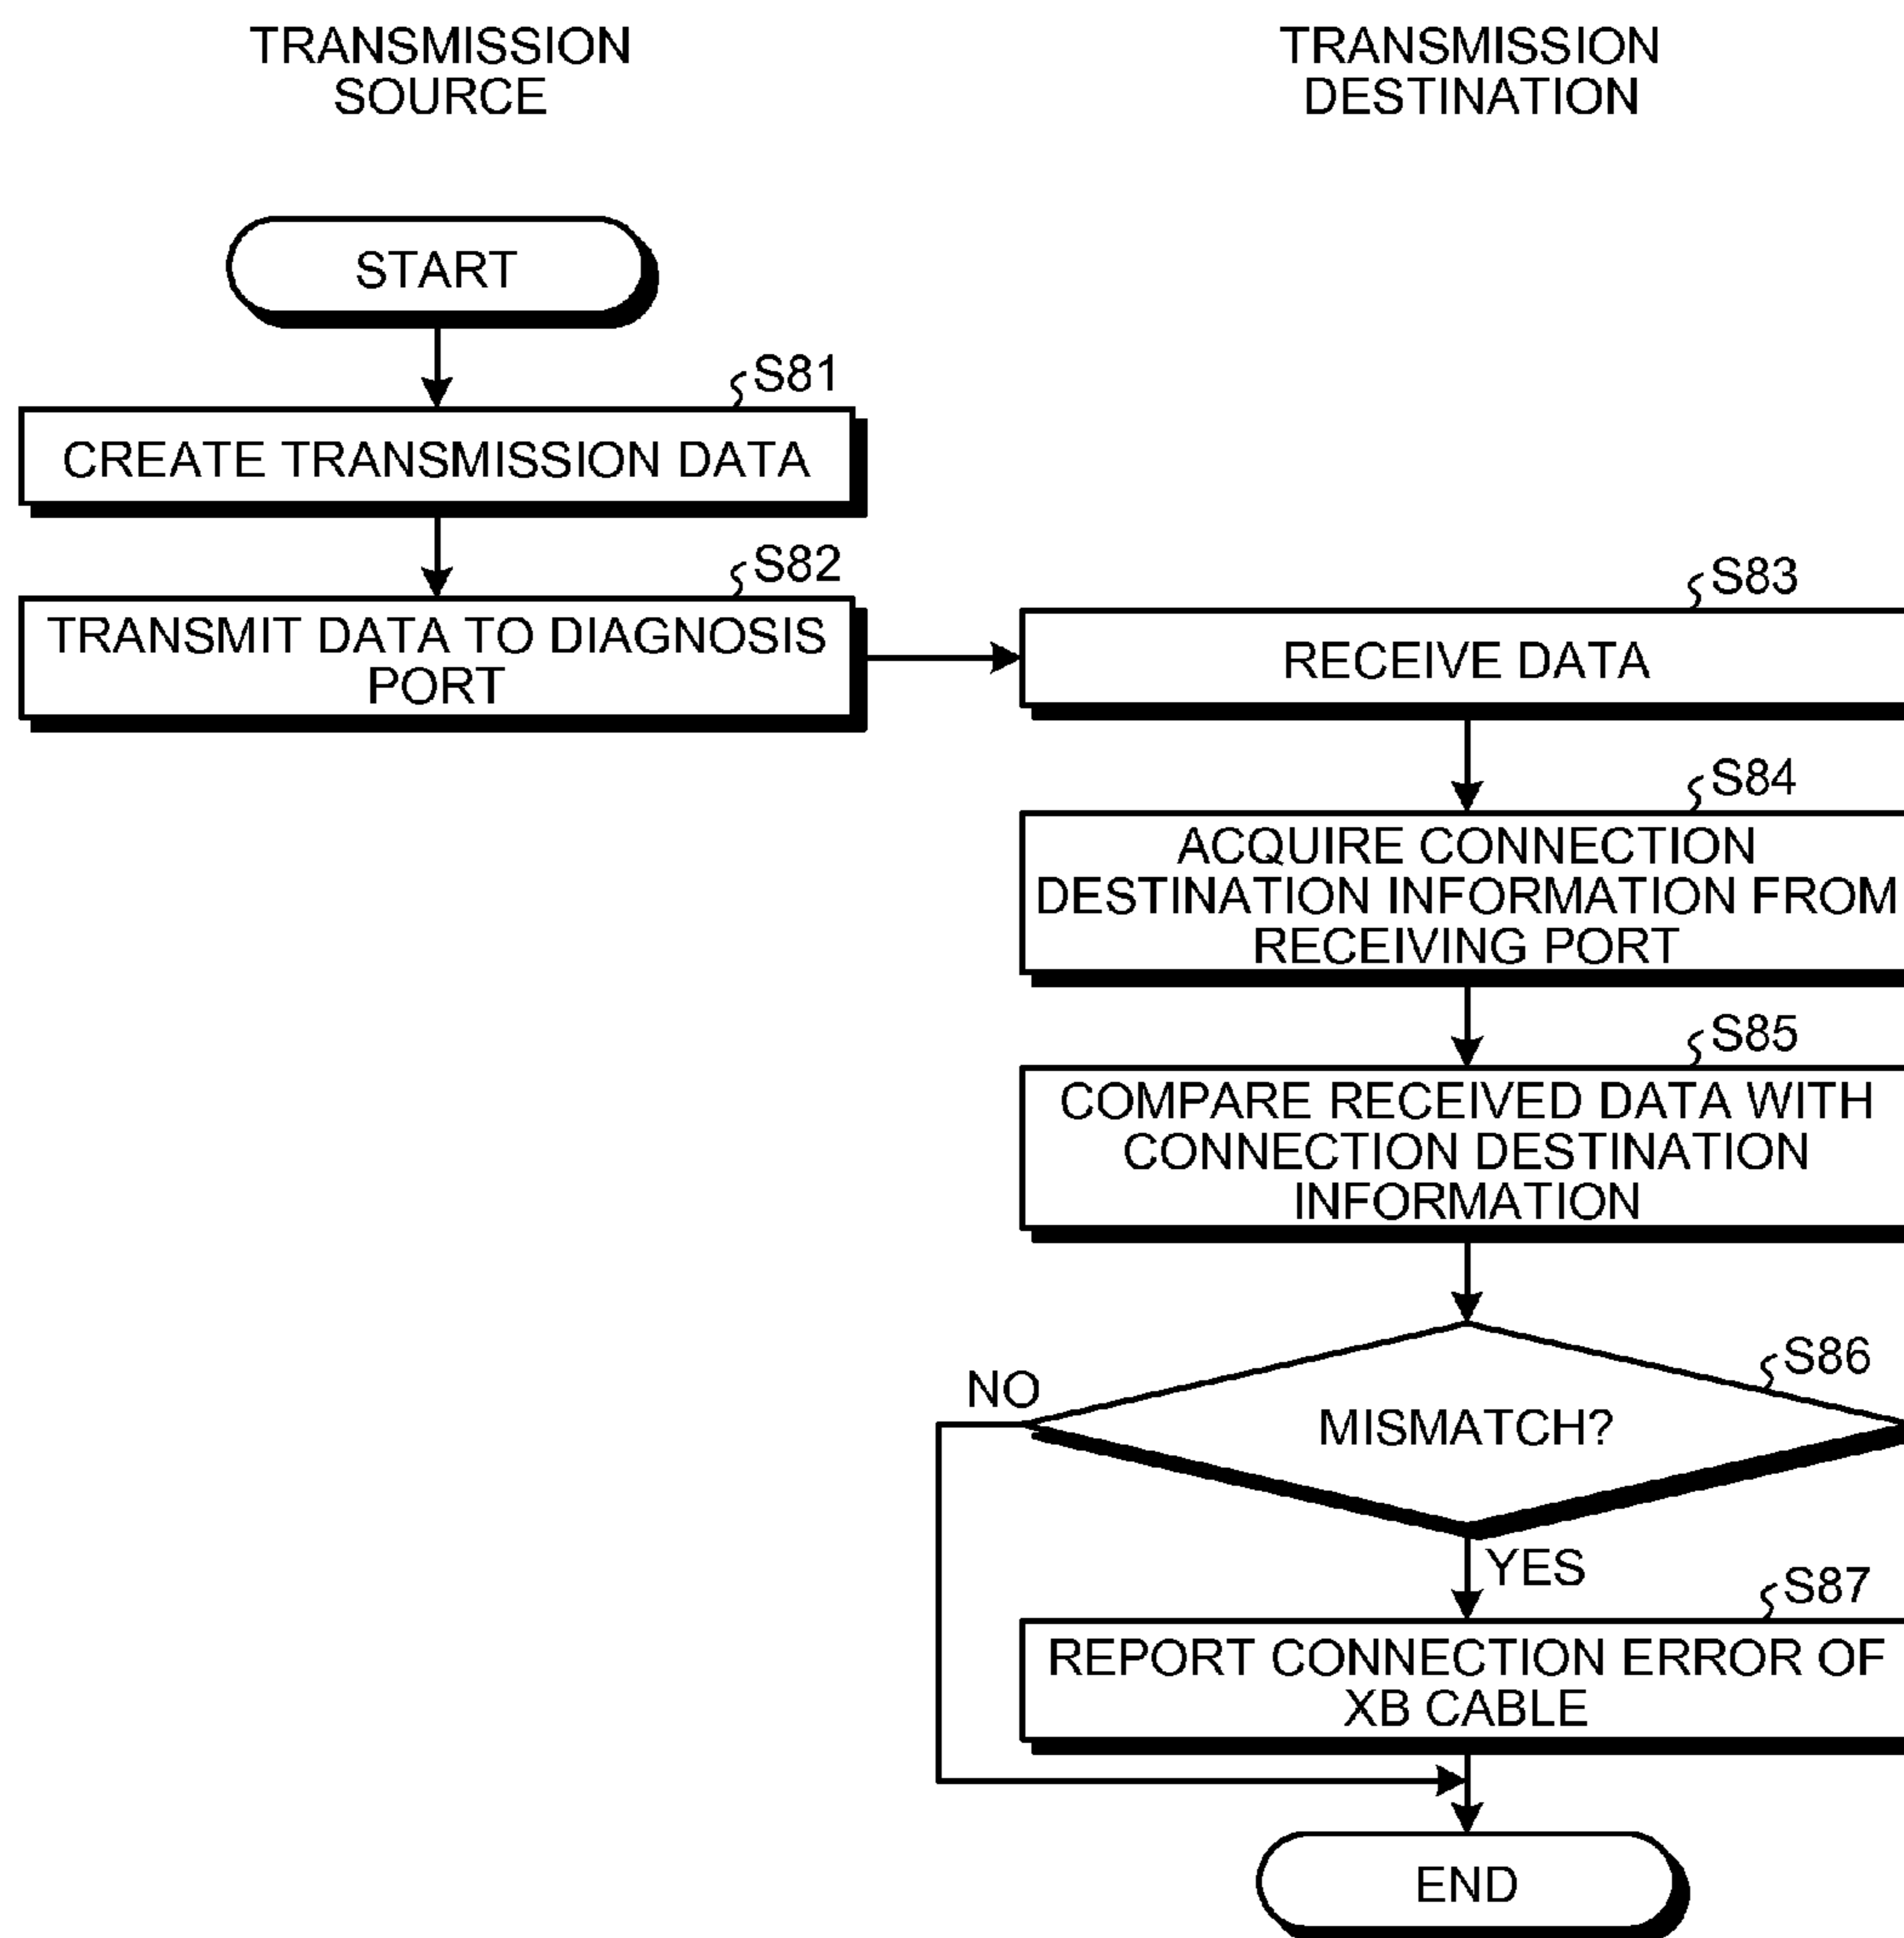 TRANSMISSION
SOURCE
TRANSMISSION
DESTINATION
START
S81
CREATE TRANSMISSION DATA
S82
TRANSMIT DATA TO DIAGNOSIS
PORT
S83
RECEIVE DATA
S84
ACQUIRE CONNECTION
DESTINATION INFORMATION FROM
RECEIVING PORT
S85
COMPARE RECEIVED DATA WITH
CONNECTION DESTINATION
INFORMATION
S86
NO
MISMATCH?
YES
S87
REPORT CONNECTION ERROR OF
XB CABLE
END